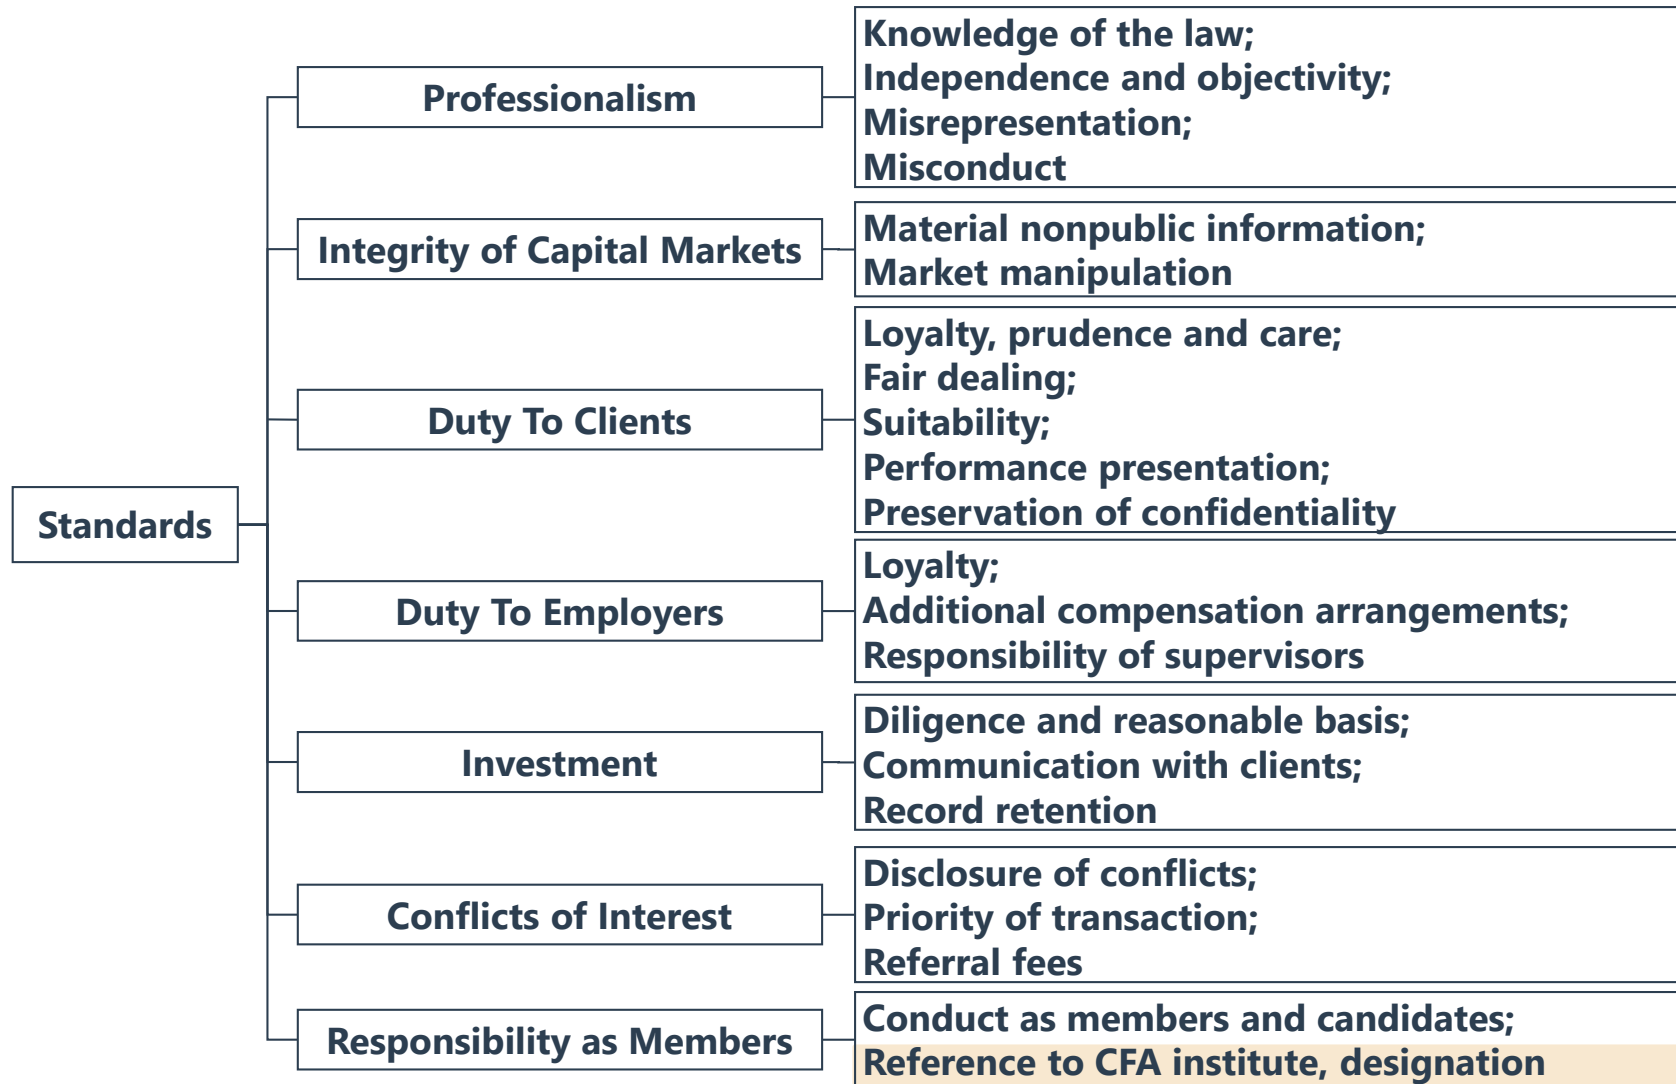 Standards
Professionalism
Knowledge of the law;
Independence and objectivity;
Misrepresentation;
Misconduct
Integrity of Capital Markets
Material nonpublic information;
Market manipulation
Duty To Clients
Loyalty, prudence and care;
Fair dealing;
Suitability;
Performance presentation;
Preservation of confidentiality
Duty To Employers
Loyalty;
Additional compensation arrangements;
Responsibility of supervisors
Investment
Diligence and reasonable basis;
Communication with clients;
Record retention
Conflicts of Interest
Disclosure of conflicts;
Priority of transaction;
Referral fees
Responsibility as Members
Conduct as members and candidates;
Reference to CFA institute, designation